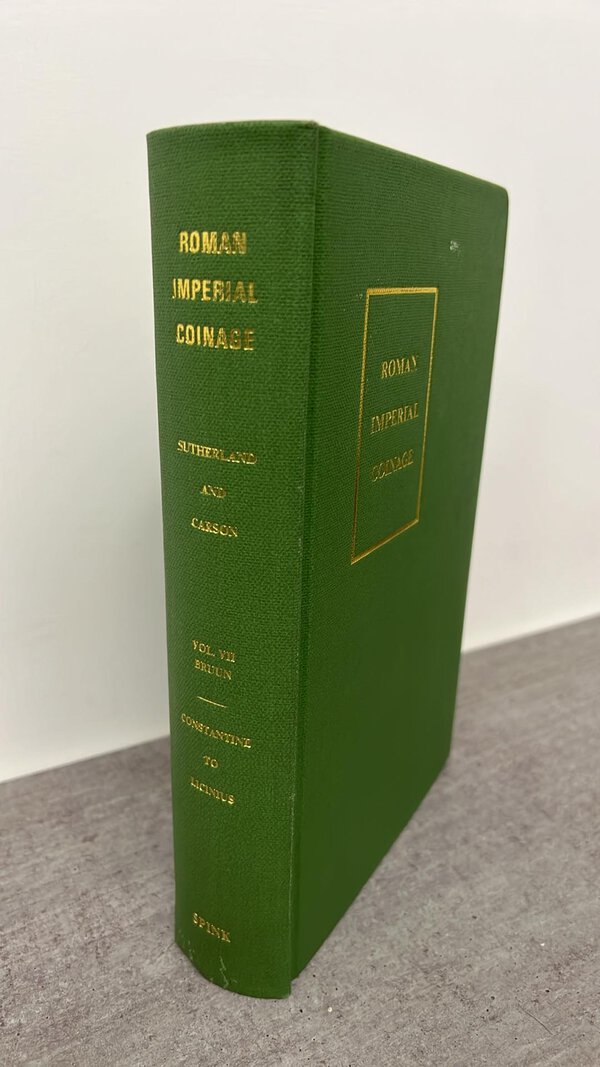 ROMAN
IMPERIAL
COINAGE
SUTHERLAND
AND
CARSON
VOL. VII
BRUUN
CONSTANTINE
TO
LICINIUS
SPINK
ROMAN
IMPERIAL
COINAGE